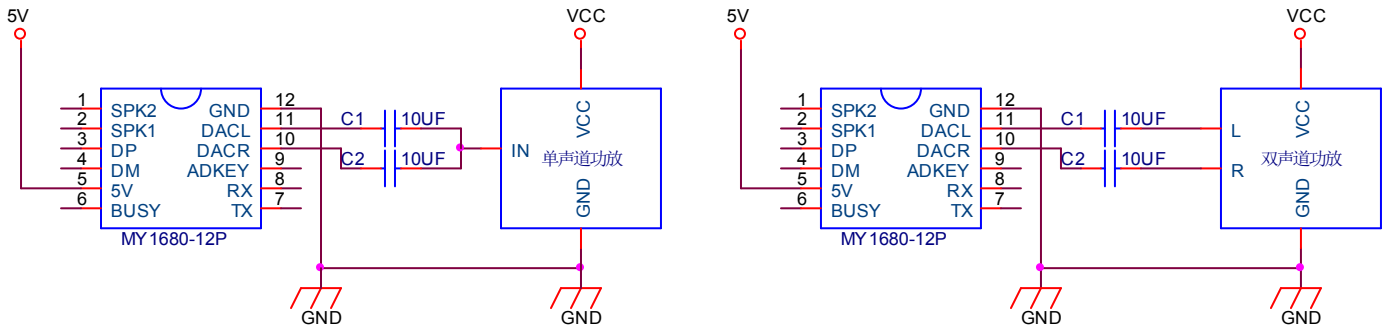 5V
VCC
1 SPK2 GND 12
2 SPK1 DACL 11 C1 10UF
3 DP DACR 10
4 DM ADKEY 9 C2 10UF
5 5V RX 8
6 BUSY TX 7
MY1680-12P
VCC
IN 单声道功放
GND
GND
GND
5V
VCC
1 SPK2 GND 12
2 SPK1 DACL 11 C1 10UF
3 DP DACR 10
4 DM ADKEY 9 C2 10UF
5 5V RX 8
6 BUSY TX 7
MY1680-12P
VCC
L
双声道功放
R
GND
GND
GND